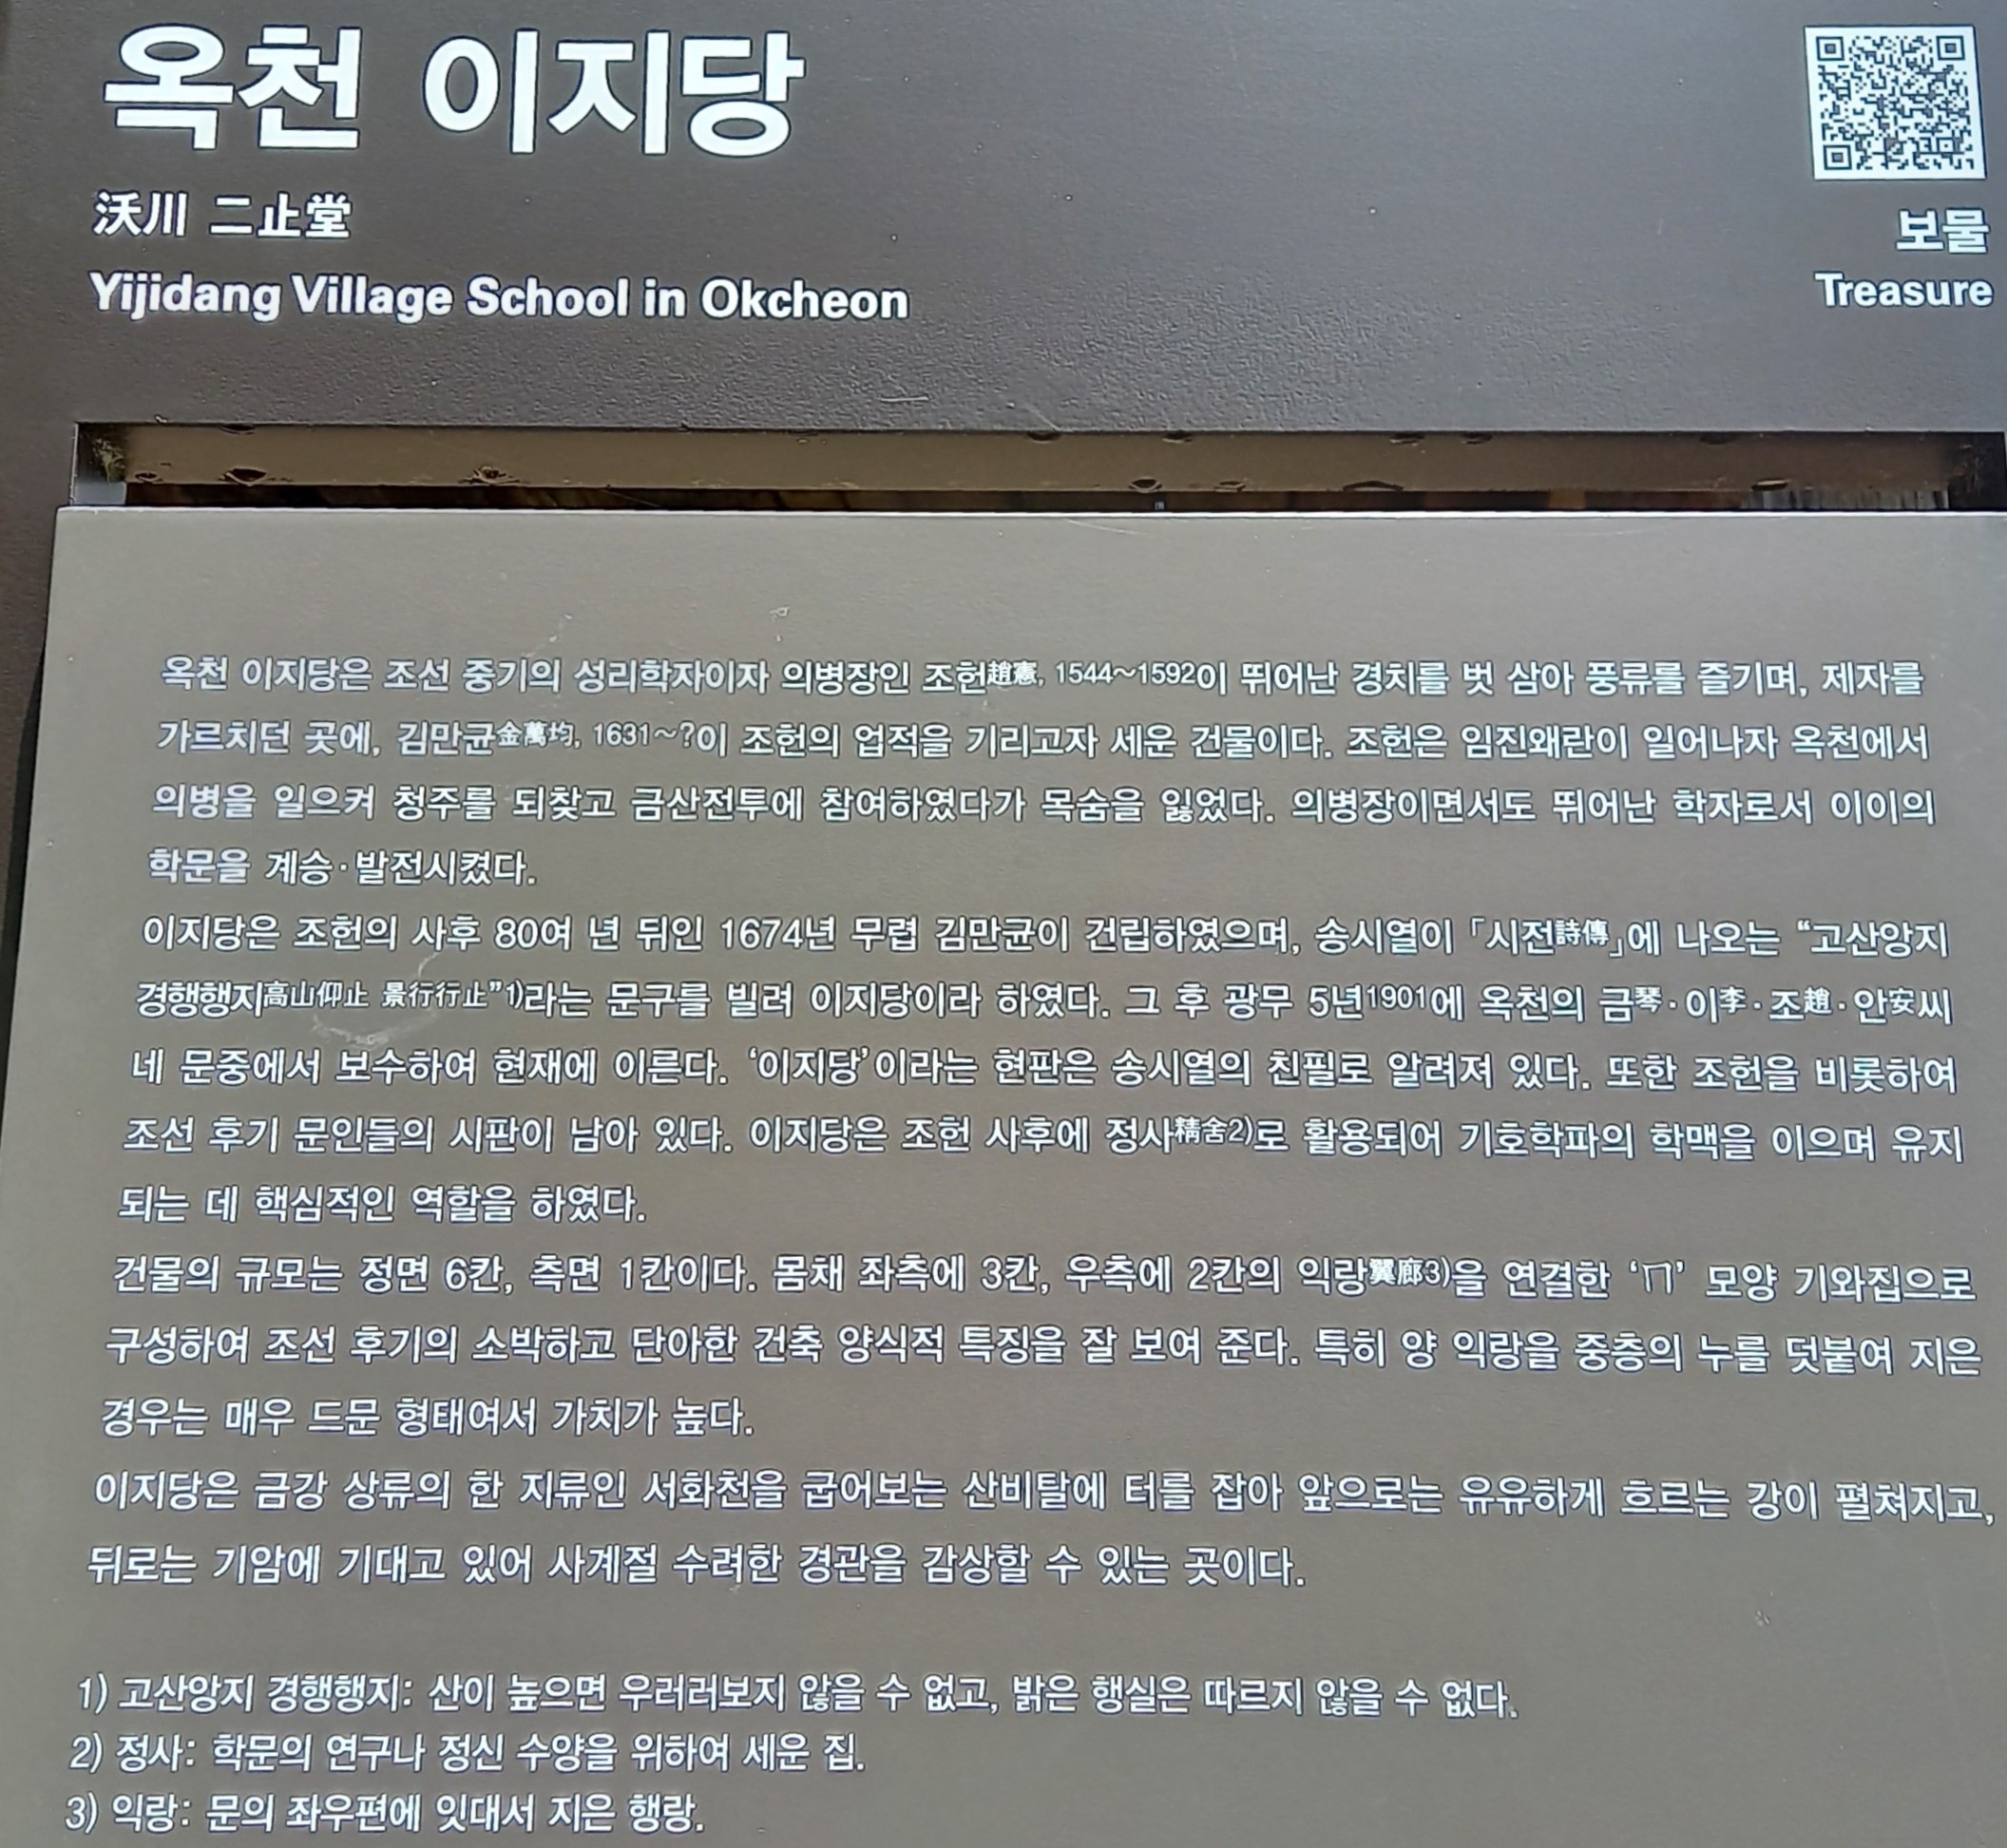 옥천 이지당
沃川 二止堂
Yijidang Village School in Okcheon
보물
Treasure
옥천 이지당은 조선 중기의 성리학자이자 의병장인 조헌趙憲, 1544~1592이 뛰어난 경치를 벗 삼아 풍류를 즐기며, 제자를
가르치던 곳에, 김만균金萬均, 1631~?이 조헌의 업적을 기리고자 세운 건물이다. 조헌은 임진왜란이 일어나자 옥천에서
의병을 일으켜 청주를 되찾고 금산전투에 참여하였다가 목숨을 잃었다. 의병장이면서도 뛰어난 학자로서 이이의
학문을 계승·발전시켰다.
이지당은 조헌의 사후 80여 년 뒤인 1674년 무렵 김만균이 건립하였으며, 송시열이 「시전詩傳」에 나오는 “고산앙지
경행행지高山仰止 景行行止”1)라는 문구를 빌려 이지당이라 하였다. 그 후 광무 5년1901에 옥천의 금琴·이李·조趙·안安씨
네 문중에서 보수하여 현재에 이른다. ‘이지당’이라는 현판은 송시열의 친필로 알려져 있다. 또한 조헌을 비롯하여
조선 후기 문인들의 시판이 남아 있다. 이지당은 조헌 사후에 정사精舍2)로 활용되어 기호학파의 학맥을 이으며 유지
되는 데 핵심적인 역할을 하였다.
건물의 규모는 정면 6칸, 측면 1칸이다. 몸채 좌측에 3칸, 우측에 2칸의 익랑翼廊3)을 연결한 ‘ㄇ’ 모양 기와집으로
구성하여 조선 후기의 소박하고 단아한 건축 양식적 특징을 잘 보여 준다. 특히 양 익랑을 중층의 누를 덧붙여 지은
경우는 매우 드문 형태여서 가치가 높다.
이지당은 금강 상류의 한 지류인 서화천을 굽어보는 산비탈에 터를 잡아 앞으로는 유유하게 흐르는 강이 펼쳐지고,
뒤로는 기암에 기대고 있어 사계절 수려한 경관을 감상할 수 있는 곳이다.
1) 고산앙지 경행행지: 산이 높으면 우러러보지 않을 수 없고, 밝은 행실은 따르지 않을 수 없다.
2) 정사: 학문의 연구나 정신 수양을 위하여 세운 집.
3) 익랑: 문의 좌우편에 잇대서 지은 행랑.